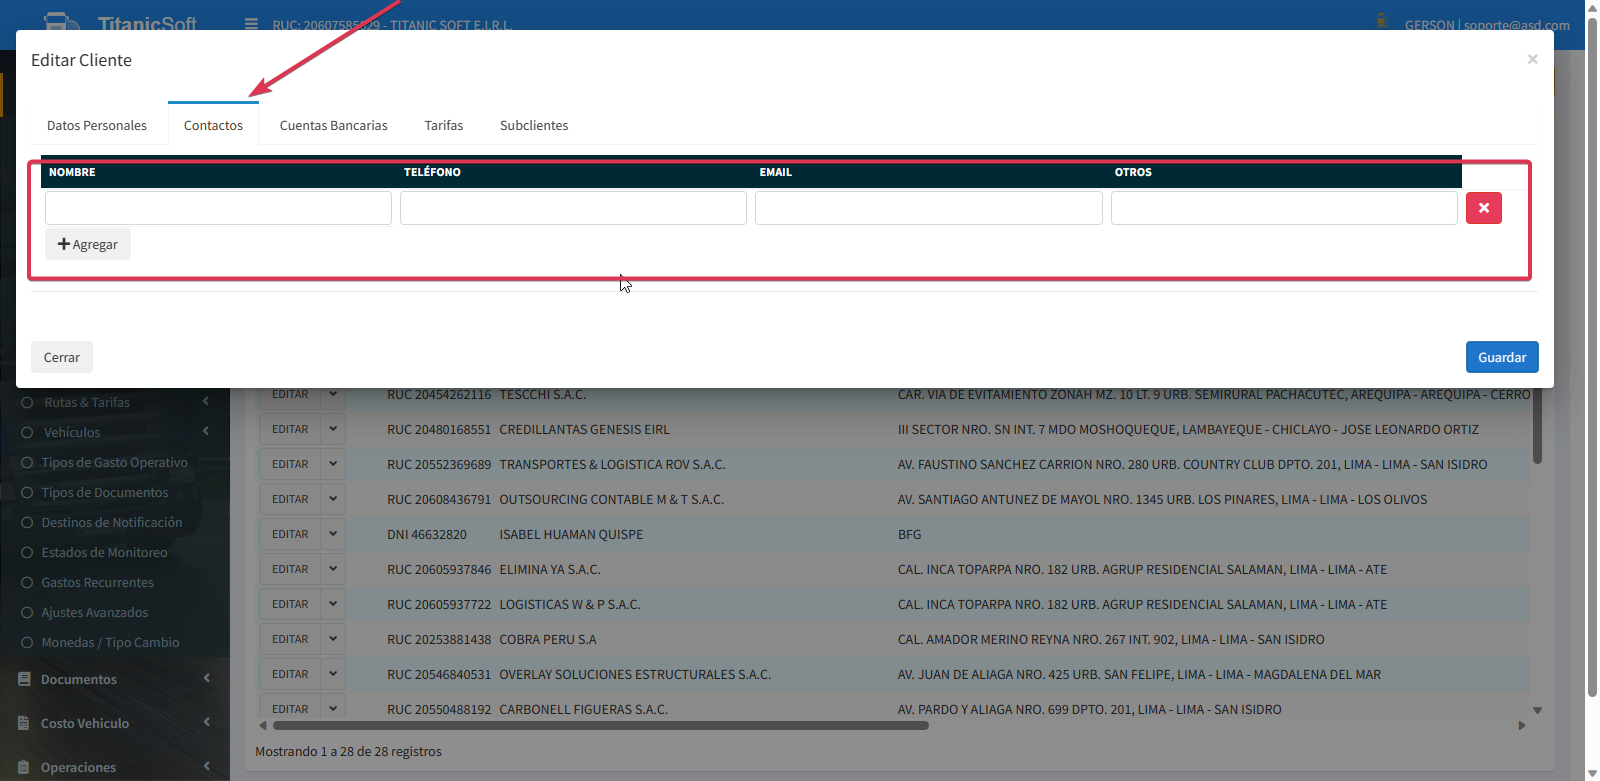 TitanicSoft
RUC: 20607585829 - TITANIC SOFT E.I.R.L.
GERSON | soporte@asd.com
Editar Cliente
×
Datos Personales
Contactos
Cuentas Bancarias
Tarifas
Subclientes
NOMBRE
TELÉFONO
EMAIL
OTROS
Agregar
Cerrar
Guardar
Rutas & Tarifas
Vehículos
Tipos de Gasto Operativo
Tipos de Documentos
Destinos de Notificación
Estados de Monitoreo
Gastos Recurrentes
Ajustes Avanzados
Monedas / Tipo Cambio
Documentos
Costo Vehiculo
Operaciones
EDITAR RUC 20454262116 TESCCHI S.A.C. CAR. VIA DE EVITAMIENTO ZONAH MZ. 10 LT. 9 URB. SEMIRURAL PACHACUTEC, AREQUIPA - AREQUIPA - CERRO
EDITAR RUC 20480168551 CREDILLANTAS GENESIS EIRL III SECTOR NRO. SN INT. 7 MDO MOSHOQUEQUE, LAMBAYEQUE - CHICLAYO - JOSE LEONARDO ORTIZ
EDITAR RUC 20552369689 TRANSPORTES & LOGISTICA ROV S.A.C. AV. FAUSTINO SANCHEZ CARRION NRO. 280 URB. COUNTRY CLUB DPTO. 201, LIMA - LIMA - SAN ISIDRO
EDITAR RUC 20608436791 OUTSOURCING CONTABLE M & T S.A.C. AV. SANTIAGO ANTUNEZ DE MAYOL NRO. 1345 URB. LOS PINARES, LIMA - LIMA - LOS OLIVOS
EDITAR DNI 46632820 ISABEL HUAMAN QUISPE BFG
EDITAR RUC 20605937846 ELIMINA YA S.A.C. CAL. INCA TOPARPA NRO. 182 URB. AGRUP RESIDENCIAL SALAMAN, LIMA - LIMA - ATE
EDITAR RUC 20605937722 LOGISTICAS W & P S.A.C. CAL. INCA TOPARPA NRO. 182 URB. AGRUP RESIDENCIAL SALAMAN, LIMA - LIMA - ATE
EDITAR RUC 20253881438 COBRA PERU S.A CAL. AMADOR MERINO REYNA NRO. 267 INT. 902, LIMA - LIMA - SAN ISIDRO
EDITAR RUC 20546840531 OVERLAY SOLUCIONES ESTRUCTURALES S.A.C. AV. JUAN DE ALIAGA NRO. 425 URB. SAN FELIPE, LIMA - LIMA - MAGDALENA DEL MAR
EDITAR RUC 20550488192 CARBONELL FIGUERAS S.A.C. AV. PARDO Y ALIAGA NRO. 699 DPTO. 201, LIMA - LIMA - SAN ISIDRO
Mostrando 1 a 28 de 28 registros